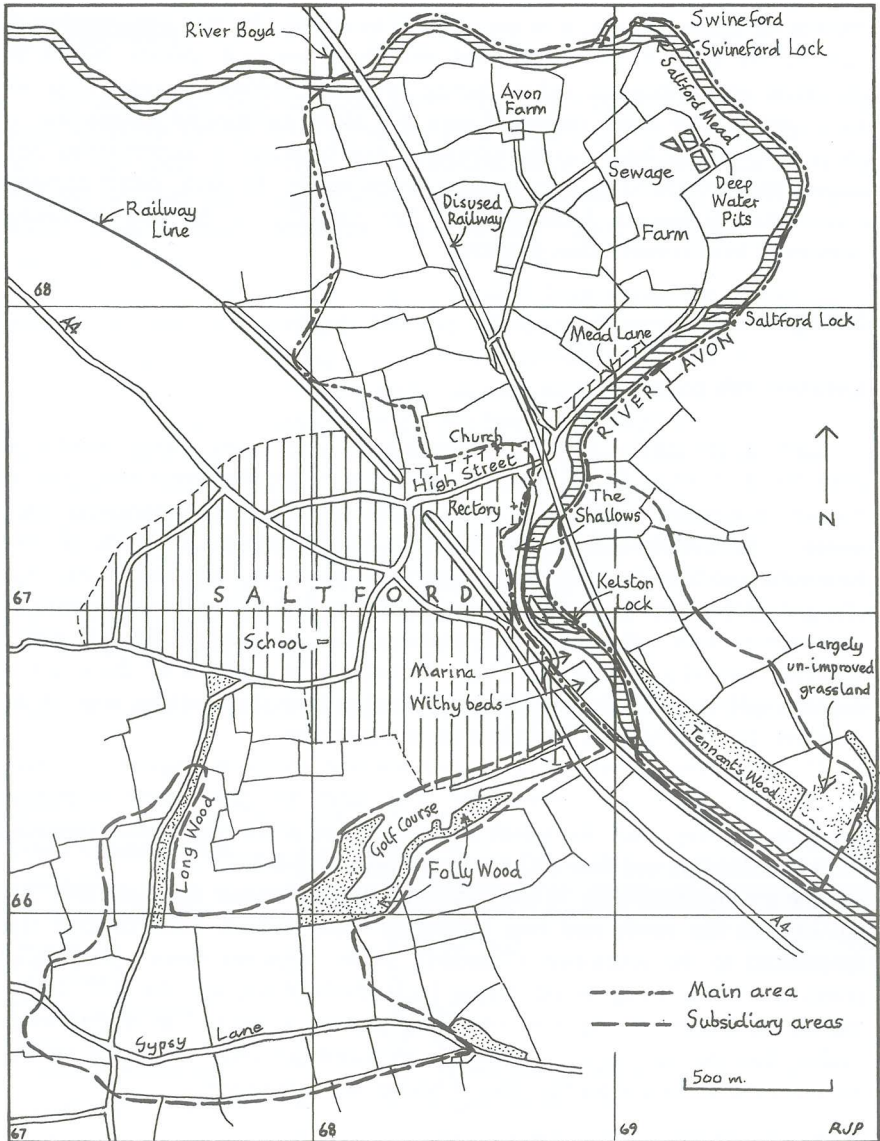 Swineford
River Boyd
Swineford Lock
Saltford Mead
Avon
Farm
Sewage
Deep
Water
Pits
Railway
Line
Disused
Railway
Farm
68
A4
Saltford Lock
Mead Lane
RIVER AVON
Church
High Street
Rectory
The
Shallows
N
67
SALTFORD
Kelston
Lock
School
Marina
Withy beds
Largely
un-improved
grassland
Tennants Wood
Long Wood
Golf Course
Folly Wood
66
A4
Main area
Subsidiary areas
Gypsy Lane
500 m.
67
68
69
RJP